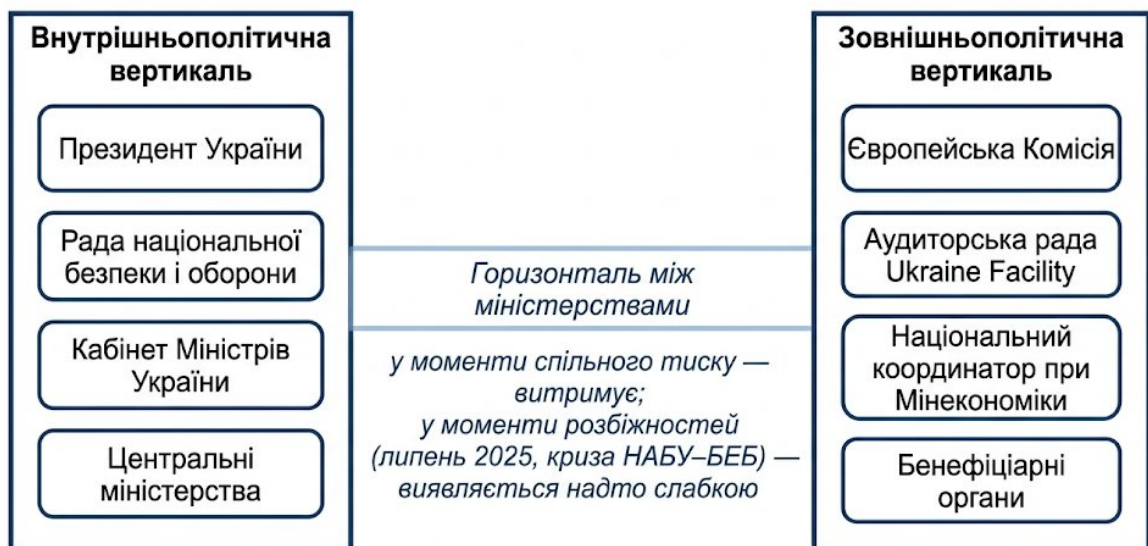 Внутрішньополітична
вертикаль
Президент України
Рада національної
безпеки і оборони
Кабінет Міністрів
України
Центральні
міністерства
Горизонталь між
міністерствами
у моменти спільного тиску —
витримує;
у моменти розбіжностей
(липень 2025, криза НАБУ–БЕБ) —
виявляється надто слабкою
Зовнішньополітична
вертикаль
Європейська Комісія
Аудиторська рада
Ukraine Facility
Національний
координатор при
Мінекономіки
Бенефіціарні
органи